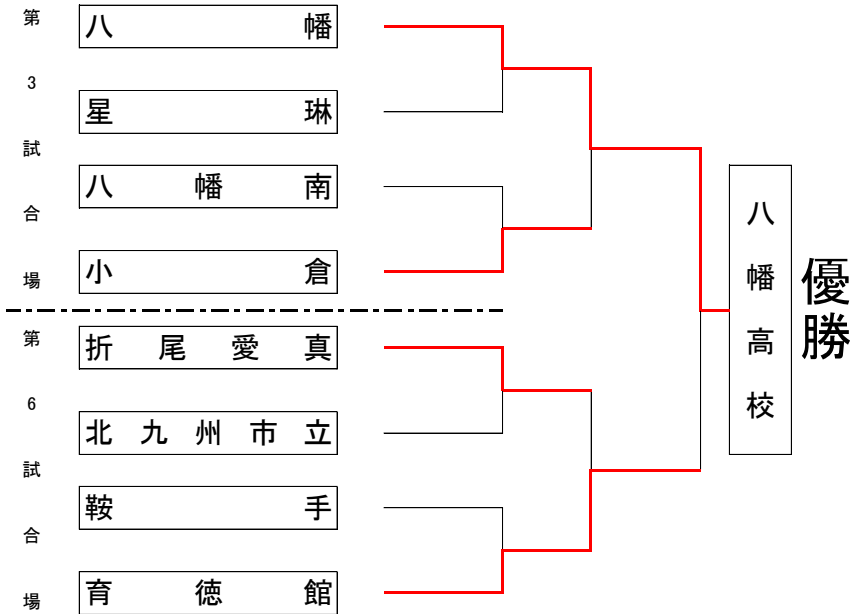 第3試合場
八幡
星琳
八幡南
小倉
第6試合場
折尾愛真
北九州市立
鞍手
育徳館
八幡高校
優勝